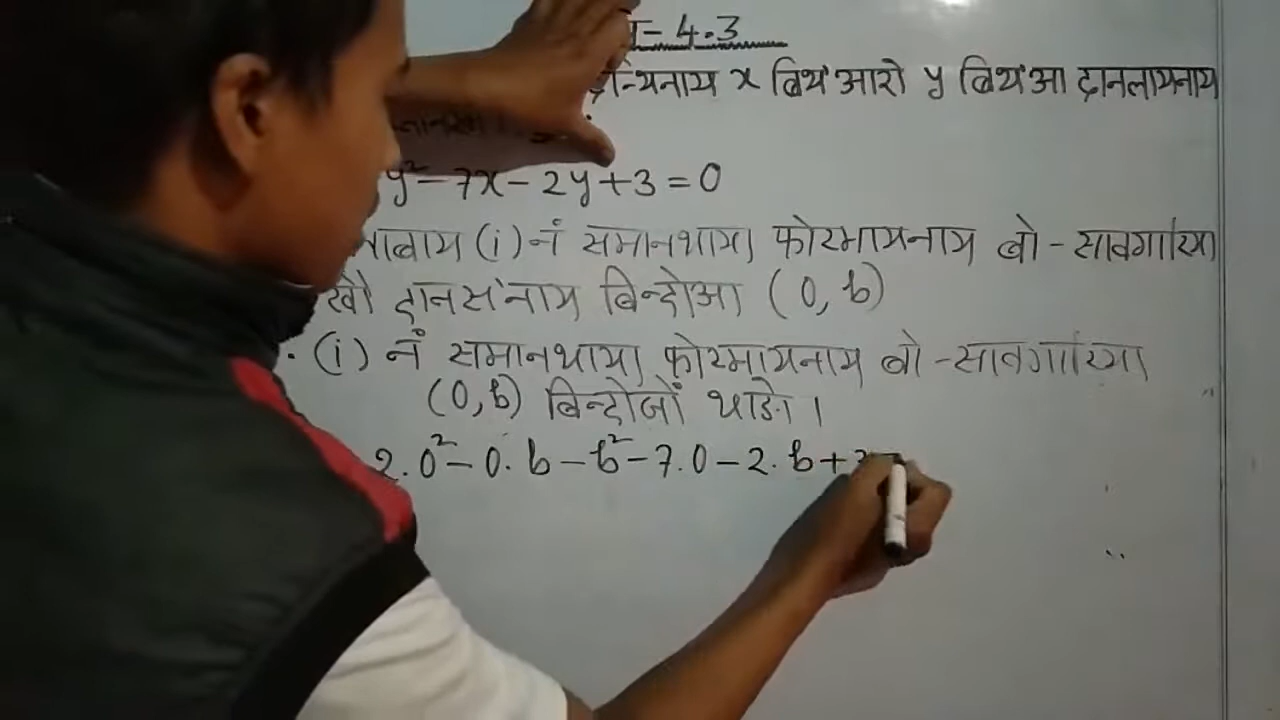 - 4.3
x बिथ'आरो y बिथ'आ दानलायनाय
y² - 7x - 2y + 3 = 0
(i) नं समानथाया फोरमायनाय बो - सावगारिया
खौ दानस'नाय बिन्दोआ (0, b)
(i) नं समानथाया फोरमायनाय बो - सावगारिया
(0, b) बिन्दोजों थाङो।
2.0² - 0.b - b² - 7.0 - 2.b +